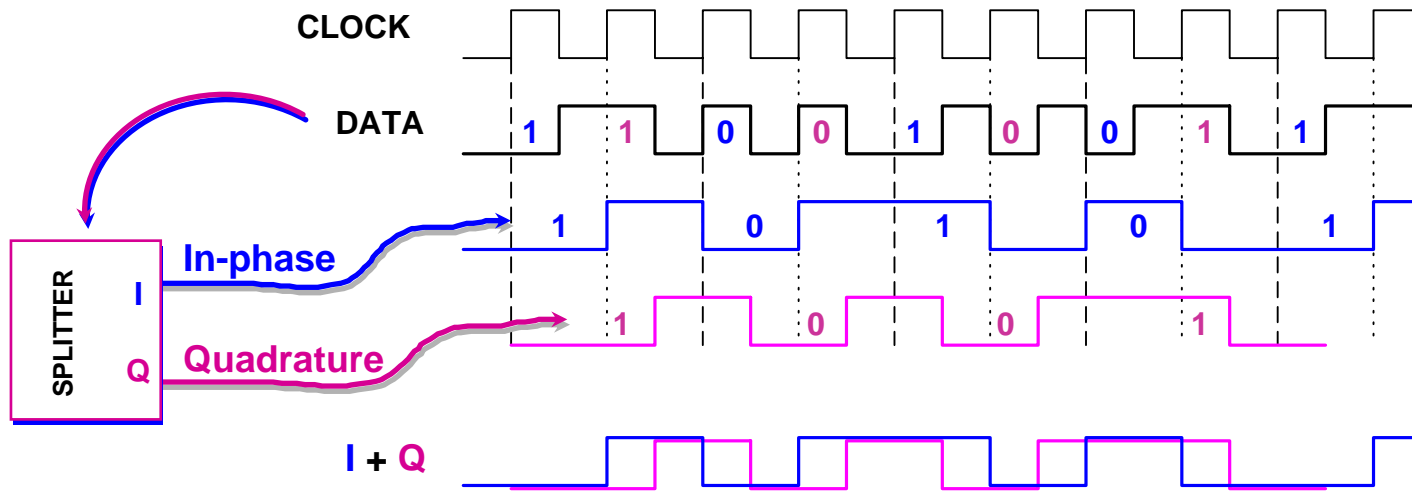 CLOCK
DATA
1 1 0 0 1 0 0 1 1
1 0 1 0 1
In-phase
I
SPLITTER
1 0 0 1
Quadrature
Q
I + Q